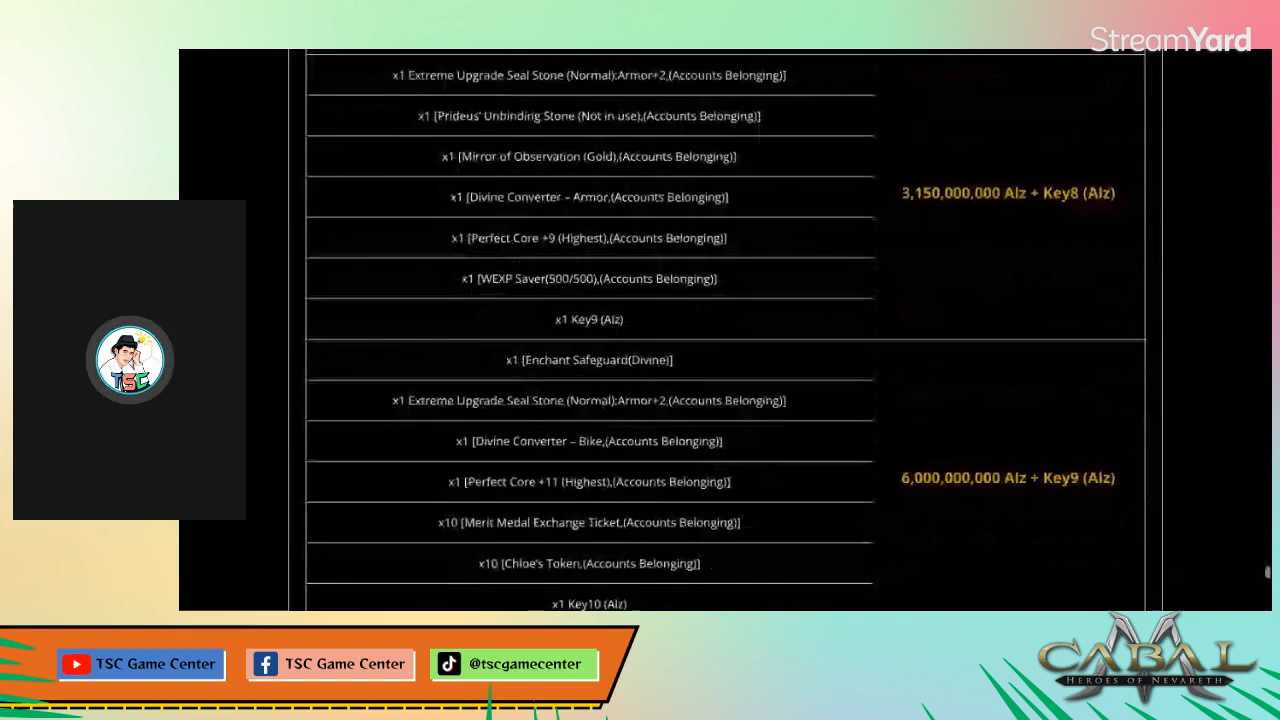 StreamYard
x1 Extreme Upgrade Seal Stone (Normal):Armor+2,(Accounts Belonging)]
x1 [Prideus' Unbinding Stone (Not in use),(Accounts Belonging)]
x1 [Mirror of Observation (Gold),(Accounts Belonging)]
x1 [Divine Converter – Armor,(Accounts Belonging)]
x1 [Perfect Core +9 (Highest),(Accounts Belonging)]
x1 [WEXP Saver(500/500),(Accounts Belonging)]
x1 Key9 (Alz)
3,150,000,000 Alz + Key8 (Alz)
x1 [Enchant Safeguard(Divine)]
x1 Extreme Upgrade Seal Stone (Normal):Armor+2,(Accounts Belonging)]
x1 [Divine Converter – Bike,(Accounts Belonging)]
x1 [Perfect Core +11 (Highest),(Accounts Belonging)]
x10 [Merit Medal Exchange Ticket,(Accounts Belonging)]
x10 [Chloe's Token,(Accounts Belonging)]
x1 Key10 (Alz)
6,000,000,000 Alz + Key9 (Alz)
TSC
TSC Game Center
TSC Game Center
@tscgamecenter
CABAL
HEROES OF NEVARETH